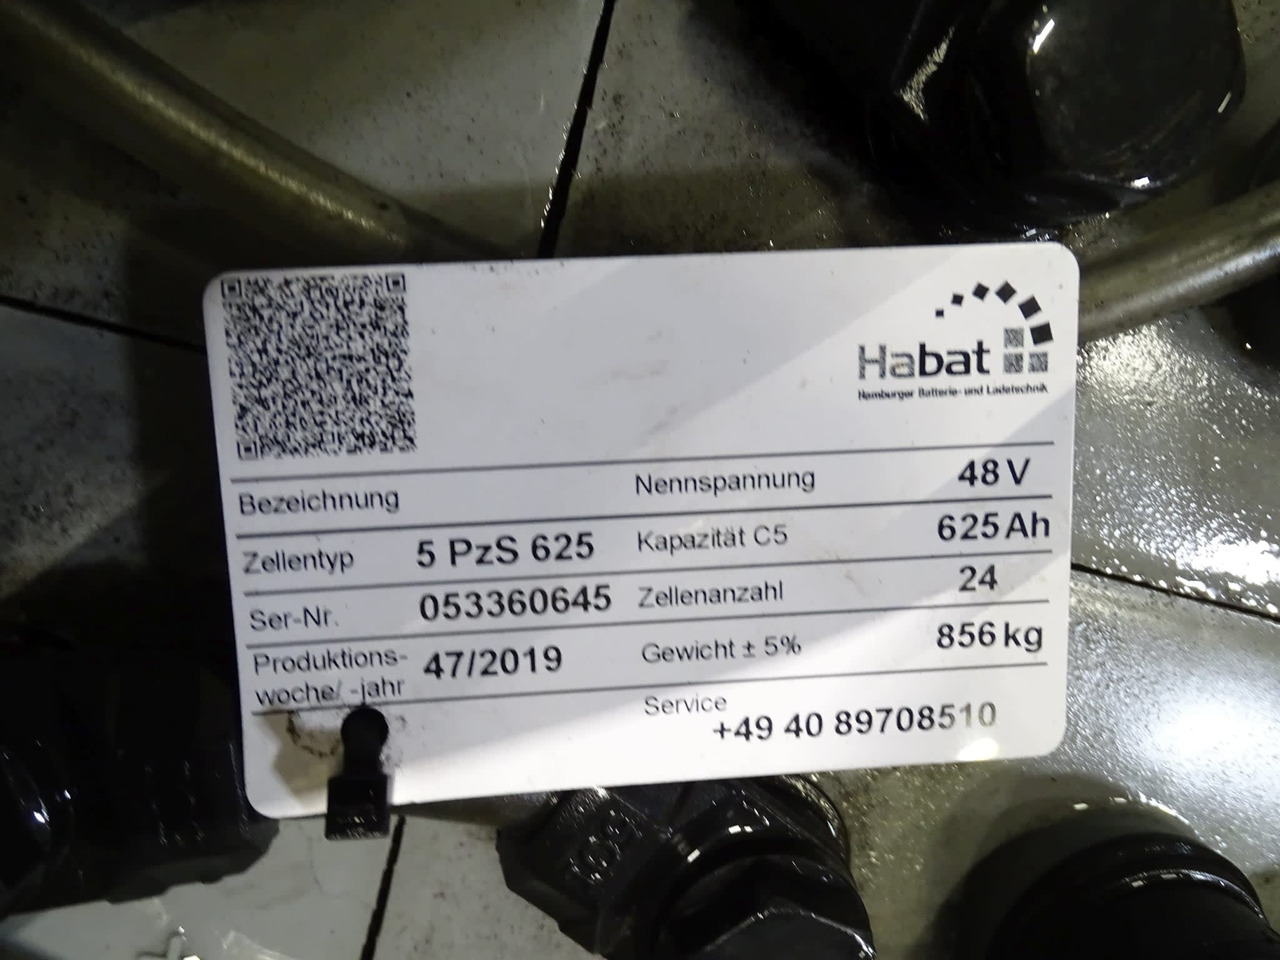 Habat
Hamburger Batterie- und Ladetechnik
Bezeichnung
Nennspannung 48 V
Zellentyp 5 PzS 625
Kapazität C5 625 Ah
Ser-Nr. 053360645
Zellenanzahl 24
Produktions-
woche/ -jahr 47/2019
Gewicht ± 5% 856 kg
Service
+49 40 89708510